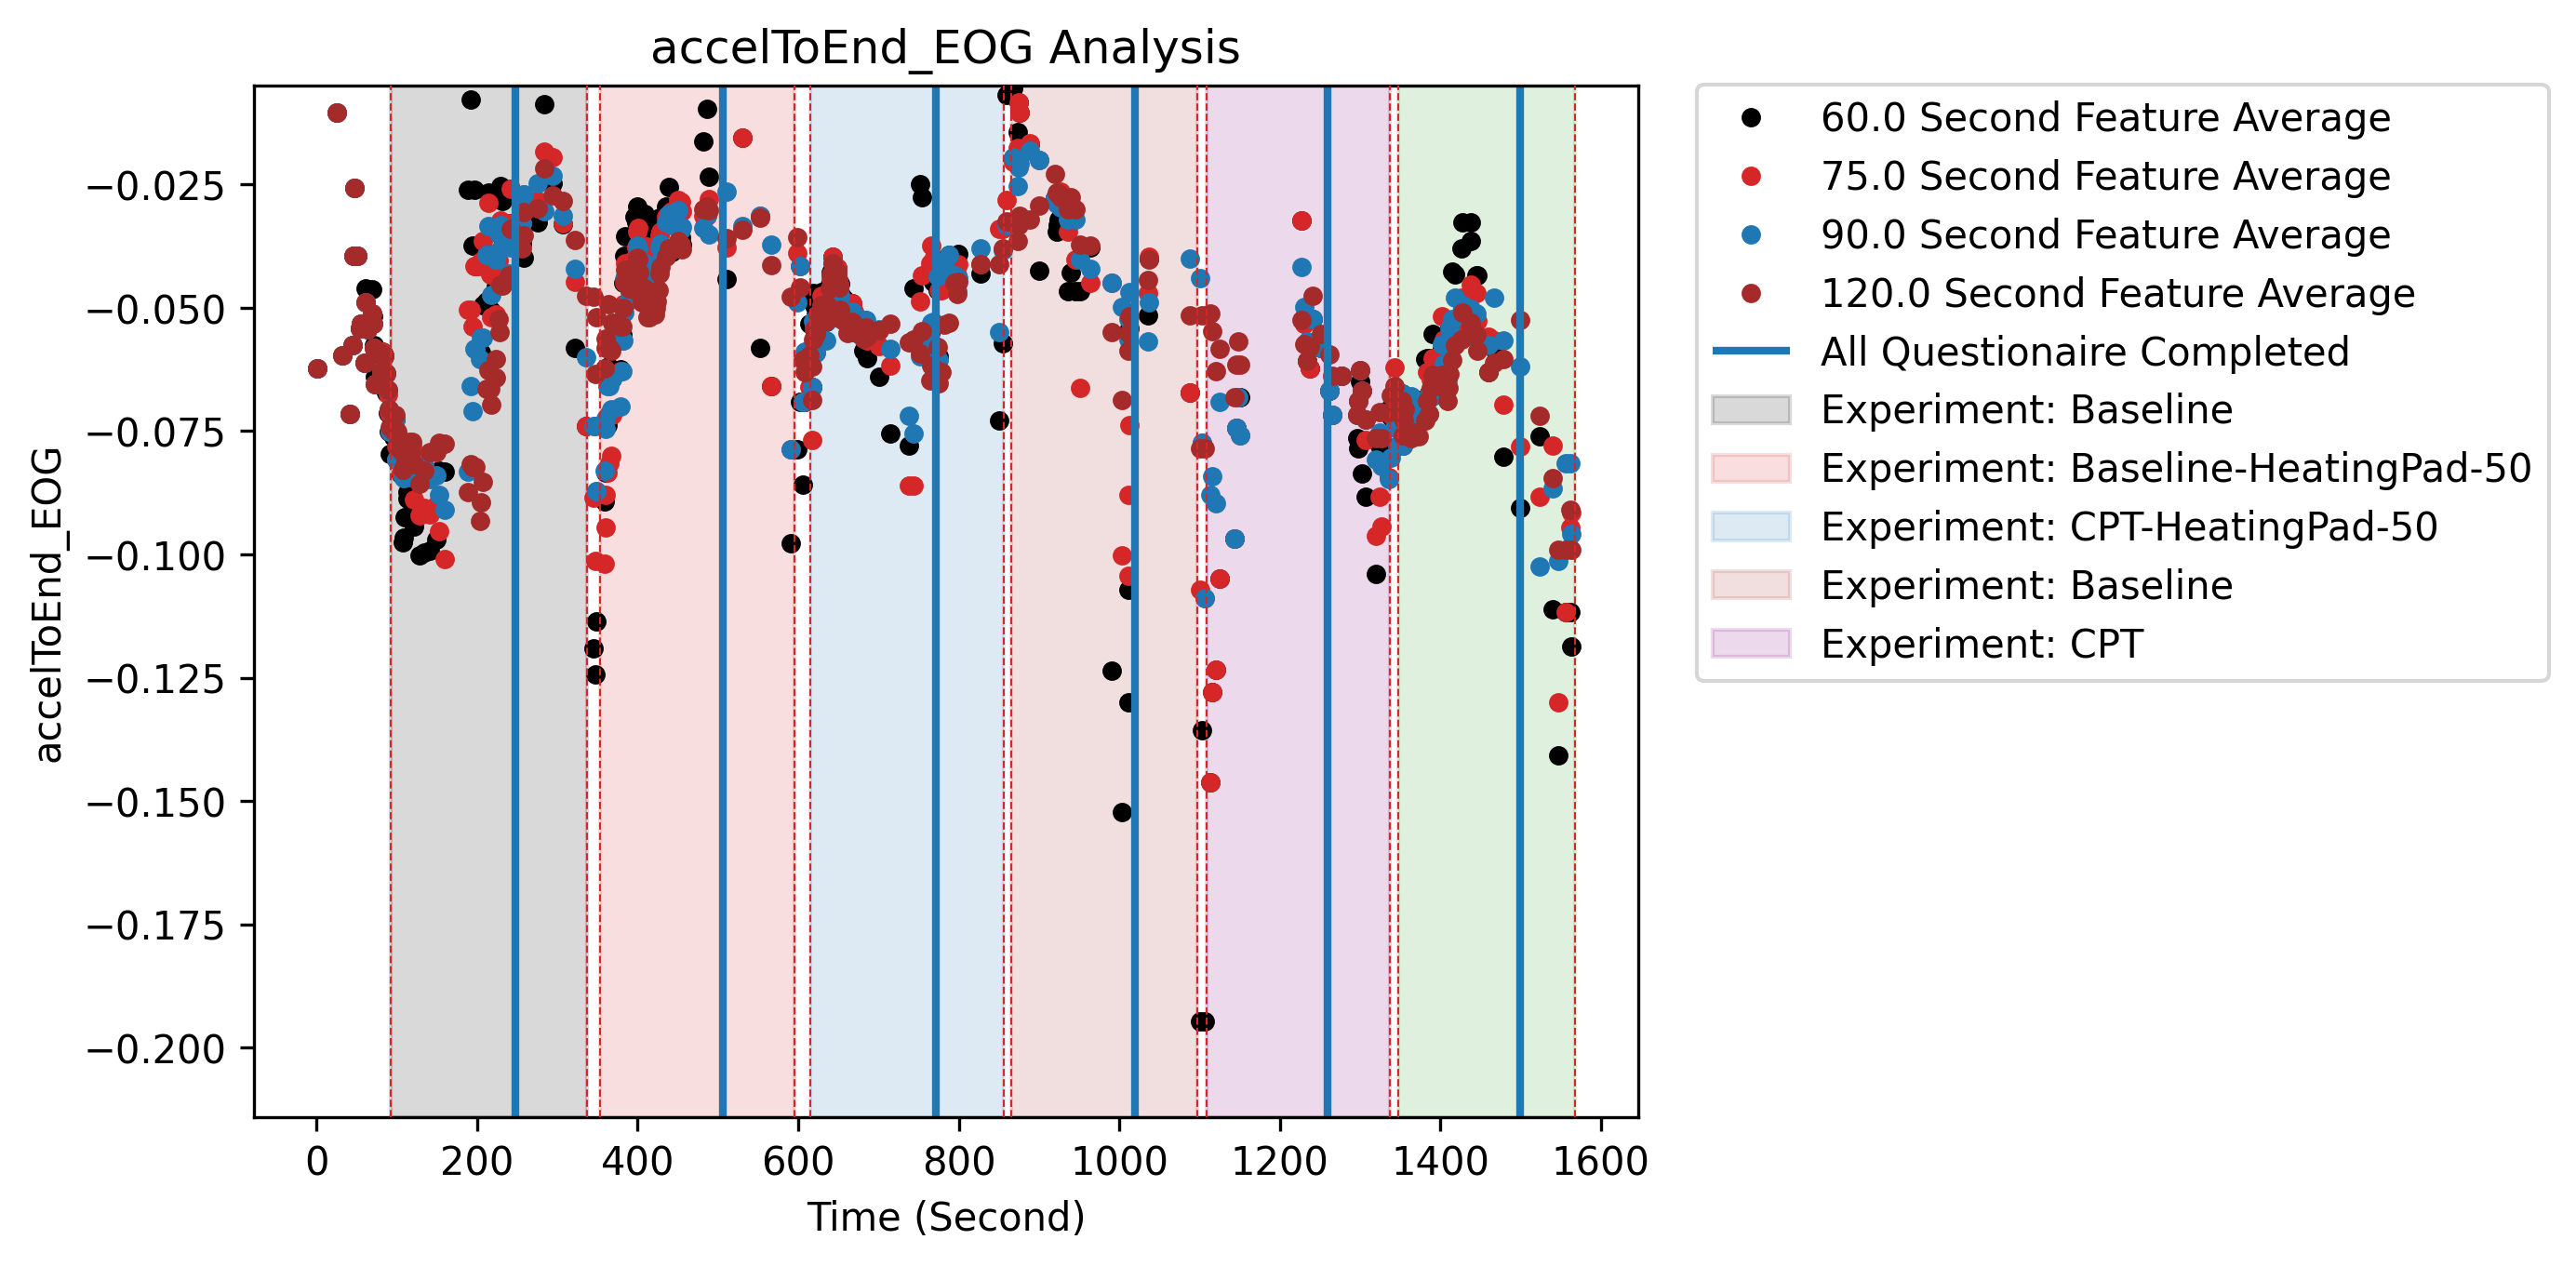 accelToEnd_EOG Analysis
accelToEnd_EOG
−0.025
−0.050
−0.075
−0.100
−0.125
−0.150
−0.175
−0.200
0 200 400 600 800 1000 1200 1400 1600
Time (Second)
60.0 Second Feature Average
75.0 Second Feature Average
90.0 Second Feature Average
120.0 Second Feature Average
All Questionaire Completed
Experiment: Baseline
Experiment: Baseline-HeatingPad-50
Experiment: CPT-HeatingPad-50
Experiment: Baseline
Experiment: CPT